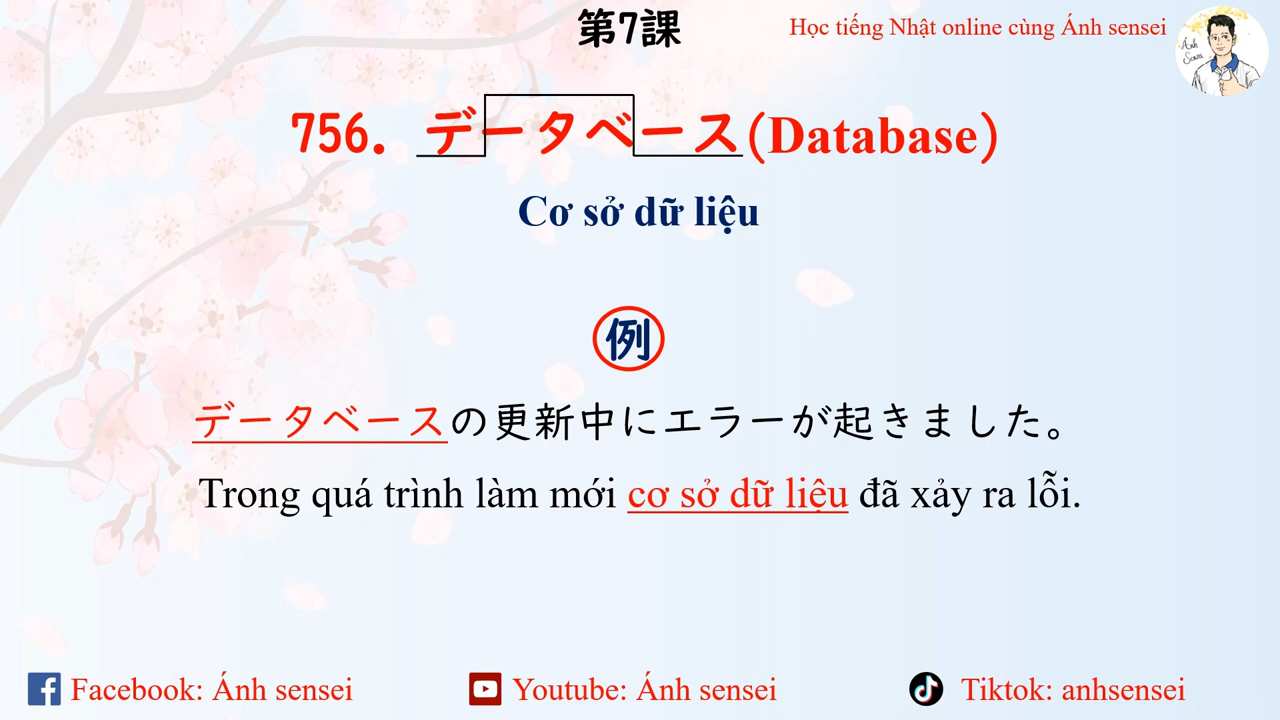 第7課
Học tiếng Nhật online cùng Ánh sensei
Ánh Sensei
756. データベース(Database)
Cơ sở dữ liệu
例
データベースの更新中にエラーが起きました。
Trong quá trình làm mới cơ sở dữ liệu đã xảy ra lỗi.
Facebook: Ánh sensei
Youtube: Ánh sensei
Tiktok: anhsensei